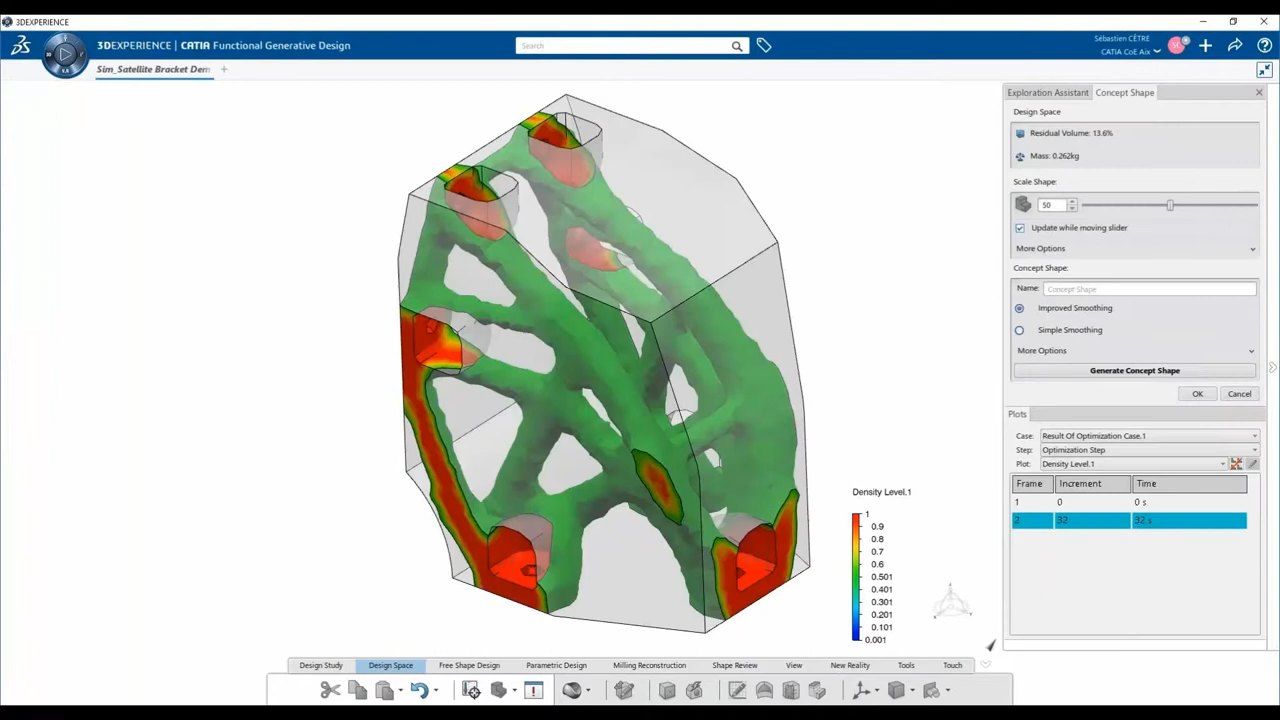 3DEXPERIENCE
3DEXPERIENCE | CATIA Functional Generative Design
Search
Sébastien CÊTRE
CATIA CoE Aix
Sim_Satellite Bracket Dem
Exploration Assistant
Concept Shape
Design Space
Residual Volume: 13.6%
Mass: 0.262kg
Scale Shape:
50
Update while moving slider
More Options
Concept Shape:
Name: Concept Shape
Improved Smoothing
Simple Smoothing
More Options
Generate Concept Shape
OK Cancel
Plots
Case: Result Of Optimization Case.1
Step: Optimization Step
Plot: Density Level.1
Frame Increment Time
1 0 0 s
2 32 32 s
Density Level.1
1
0.9
0.8
0.7
0.6
0.501
0.401
0.301
0.201
0.101
0.001
Design Study Design Space Free Shape Design Parametric Design Milling Reconstruction Shape Review View New Reality Tools Touch